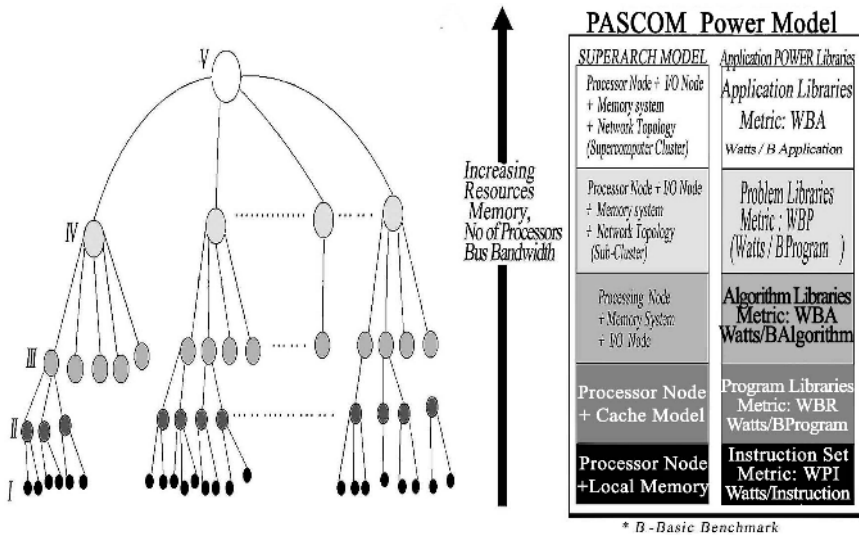 PASCOM Power Model
SUPERARCH MODEL
Application POWER Libraries
Processor Node + I/O Node
+ Memory system
+ Network Topology
(Supercomputer Cluster)
Application Libraries
Metric: WBA
Watts / B Application
Processor Node + I/O Node
+ Memory system
+ Network Topology
(Sub-Cluster)
Problem Libraries
Metric : WBP
(Watts / BProgram )
Processing Node
+ Memory System
+ I/O Node
Algorithm Libraries
Metric: WBA
Watts/BAlgorithm
Processor Node
+ Cache Model
Program Libraries
Metric: WBR
Watts/BProgram
Processor Node
+Local Memory
Instruction Set
Metric: WPI
Watts/Instruction
* B -Basic Benchmark
Increasing
Resources
Memory,
No of Processors
Bus Bandwidth
V
IV
III
II
I